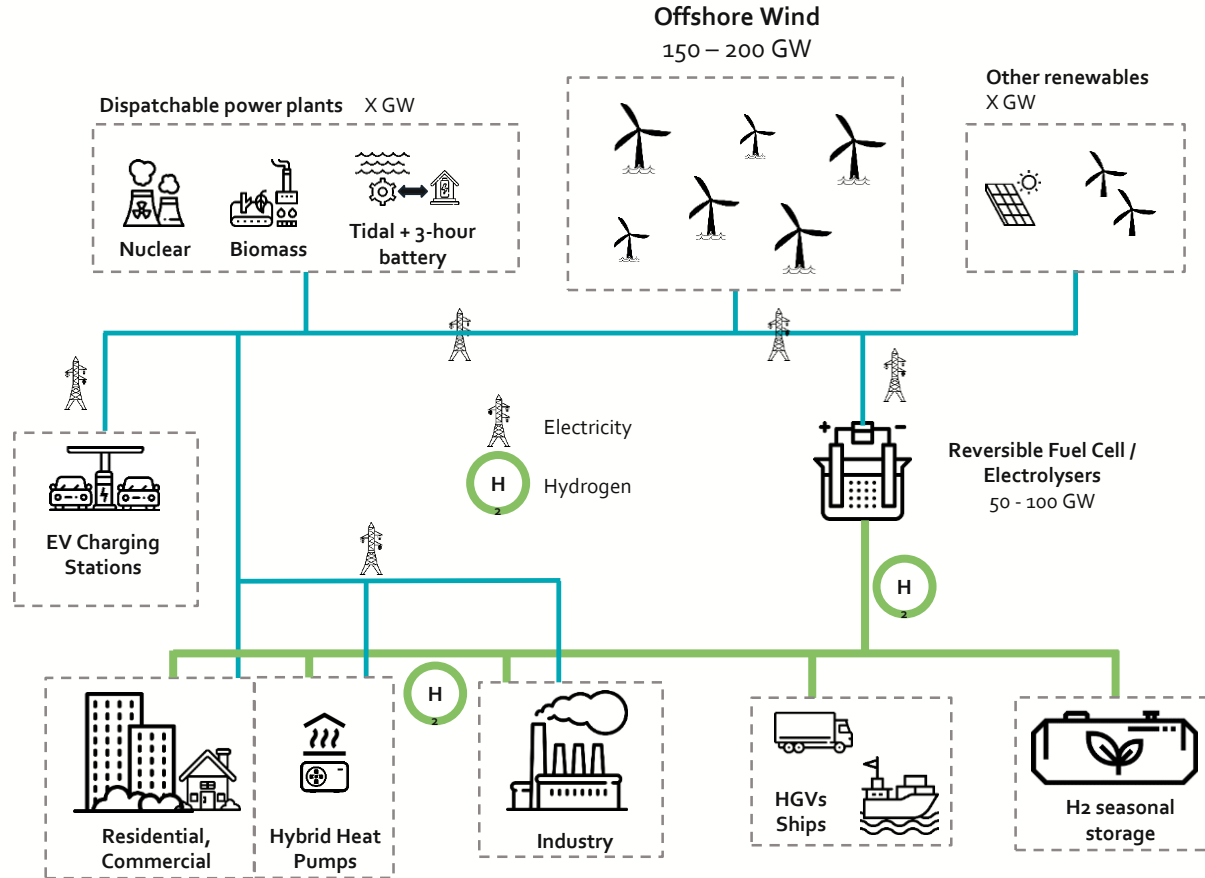 Offshore Wind
150 – 200 GW
Dispatchable power plants X GW
Other renewables
X GW
Nuclear
Biomass
Tidal + 3-hour
battery
Electricity
H
2
Hydrogen
+ −
Reversible Fuel Cell /
Electrolysers
50 - 100 GW
EV Charging
Stations
H
2
H
2
Residential,
Commercial
Hybrid Heat
Pumps
Industry
HGVs
Ships
H2 seasonal
storage